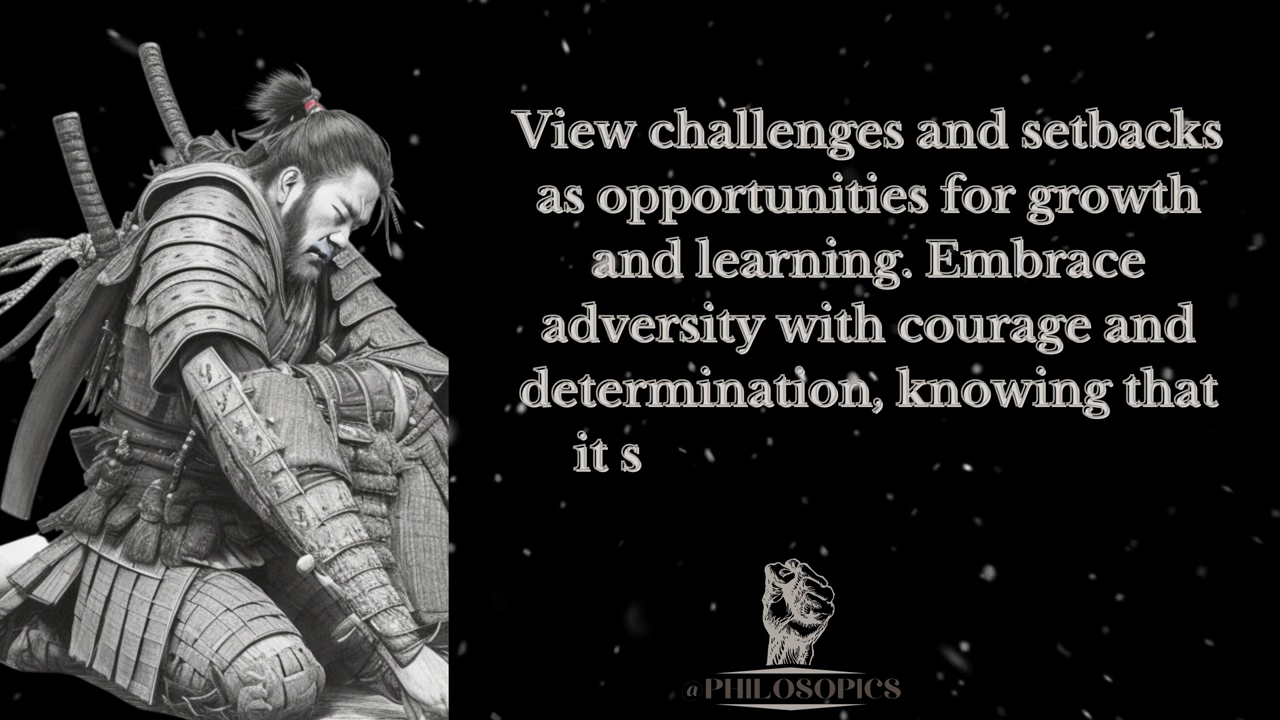 View challenges and setbacks
as opportunities for growth
and learning. Embrace
adversity with courage and
determination, knowing that
it s
@PHILOSOPICS